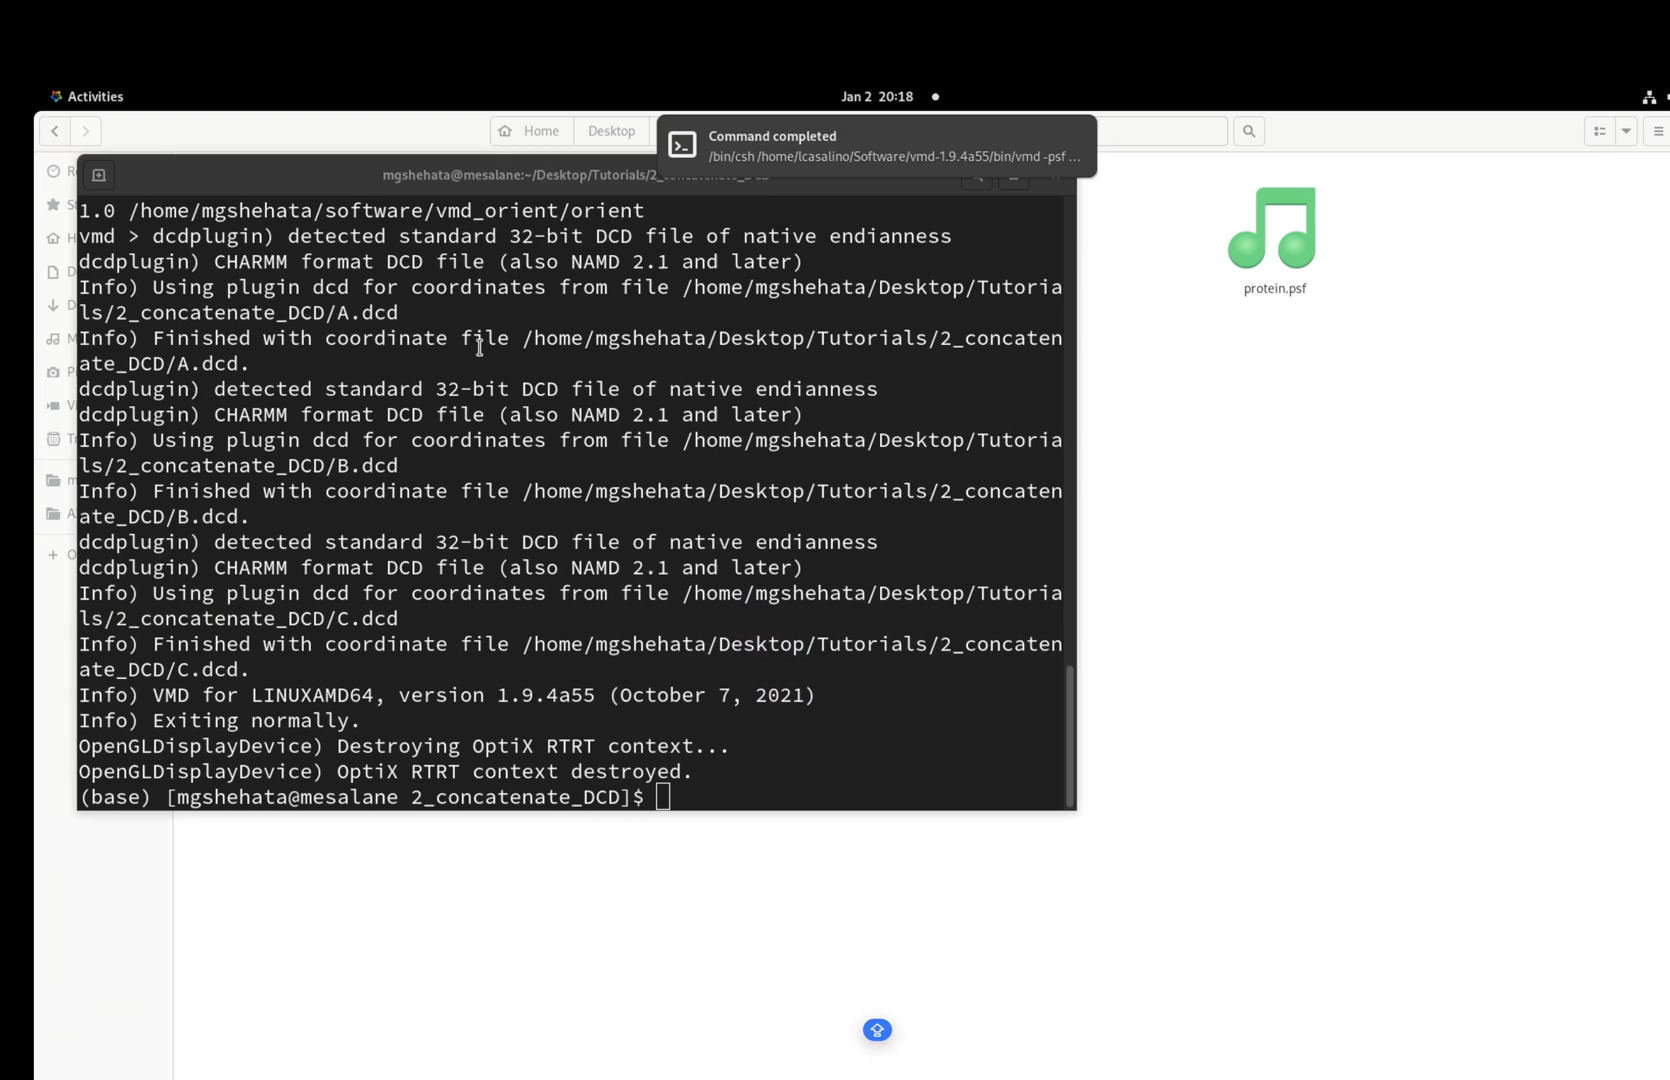 Activities
Jan 2 20:18
Home
Desktop
Command completed
/bin/csh /home/lcasalino/Software/vmd-1.9.4a55/bin/vmd -psf ...
mgshehata@mesalane:~/Desktop/Tutorials/2_concatenate_DCD
1.0 /home/mgshehata/software/vmd_orient/orient
vmd > dcdplugin) detected standard 32-bit DCD file of native endianness
dcdplugin) CHARMM format DCD file (also NAMD 2.1 and later)
Info) Using plugin dcd for coordinates from file /home/mgshehata/Desktop/Tutoria
ls/2_concatenate_DCD/A.dcd
Info) Finished with coordinate file /home/mgshehata/Desktop/Tutorials/2_concaten
ate_DCD/A.dcd.
dcdplugin) detected standard 32-bit DCD file of native endianness
dcdplugin) CHARMM format DCD file (also NAMD 2.1 and later)
Info) Using plugin dcd for coordinates from file /home/mgshehata/Desktop/Tutoria
ls/2_concatenate_DCD/B.dcd
Info) Finished with coordinate file /home/mgshehata/Desktop/Tutorials/2_concaten
ate_DCD/B.dcd.
dcdplugin) detected standard 32-bit DCD file of native endianness
dcdplugin) CHARMM format DCD file (also NAMD 2.1 and later)
Info) Using plugin dcd for coordinates from file /home/mgshehata/Desktop/Tutoria
ls/2_concatenate_DCD/C.dcd
Info) Finished with coordinate file /home/mgshehata/Desktop/Tutorials/2_concaten
ate_DCD/C.dcd.
Info) VMD for LINUXAMD64, version 1.9.4a55 (October 7, 2021)
Info) Exiting normally.
OpenGLDisplayDevice) Destroying OptiX RTRT context...
OpenGLDisplayDevice) OptiX RTRT context destroyed.
(base) [mgshehata@mesalane 2_concatenate_DCD]$
protein.psf